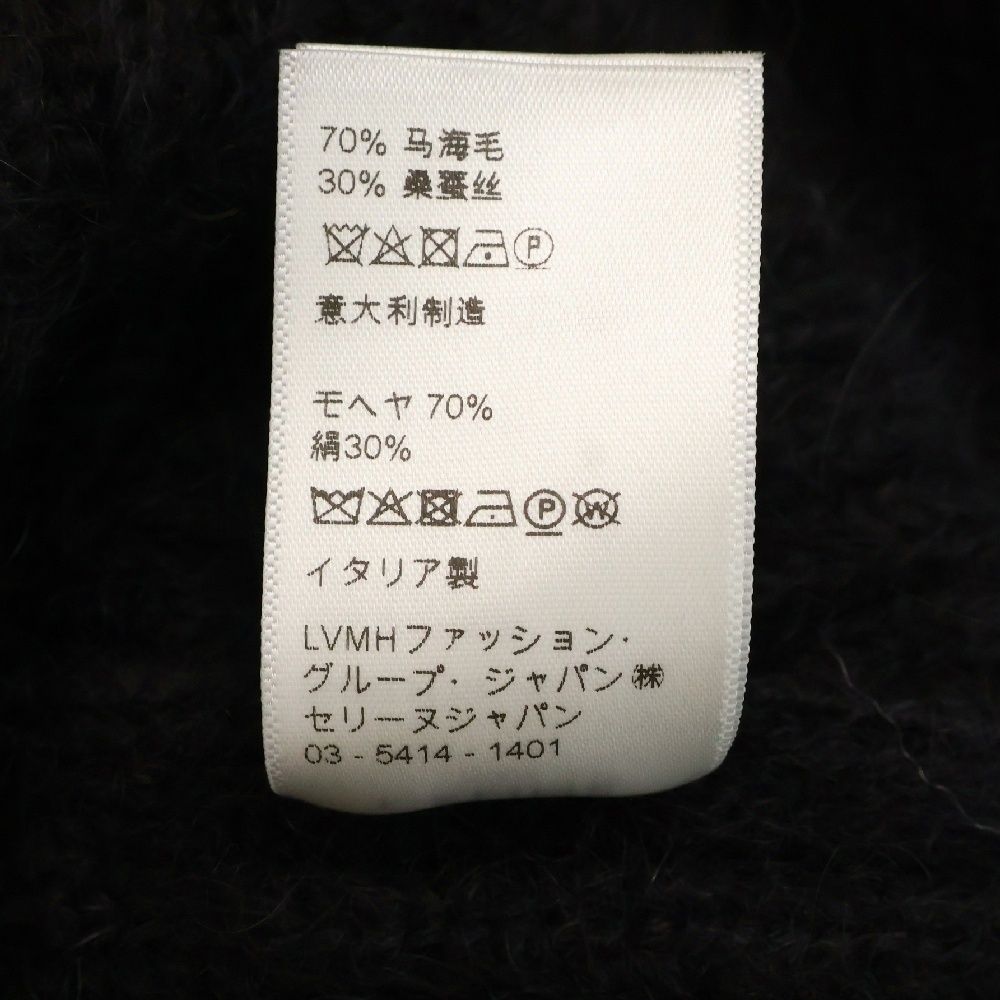 70% 马海毛
30% 桑蚕丝
P
意大利制造
モヘヤ 70%
絹30%
P W
イタリア製
LVMHファッション・
グループ・ジャパン㈱
セリーヌジャパン
03 - 5414 - 1401